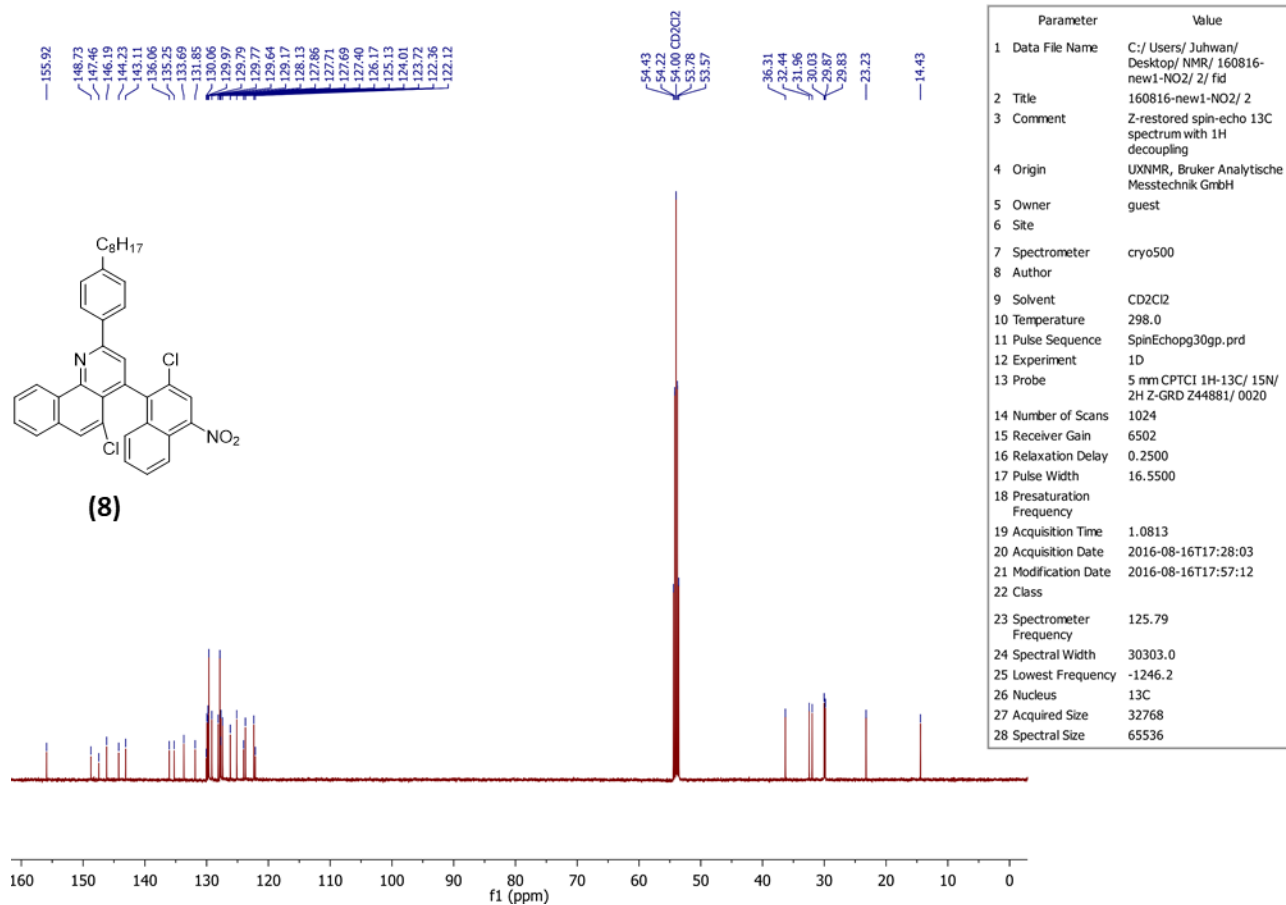 155.92
148.73
147.46
146.19
144.23
143.11
136.06
135.25
133.69
131.85
130.06
129.97
129.79
129.77
129.64
129.17
128.13
127.86
127.71
127.69
127.40
126.17
125.13
124.01
123.72
122.36
122.12
54.43
54.22
54.00 CD2Cl2
53.78
53.57
36.31
32.44
31.96
30.03
29.87
29.83
23.23
14.43
C8H17
N
Cl
Cl
NO2
(8)
160 150 140 130 120 110 100 90 80 70 60 50 40 30 20 10 0
f1 (ppm)
Parameter Value
1 Data File Name C:/ Users/ Juhwan/
Desktop/ NMR/ 160816-
new1-NO2/ 2/ fid
2 Title 160816-new1-NO2/ 2
3 Comment Z-restored spin-echo 13C
spectrum with 1H
decoupling
4 Origin UXNMR, Bruker Analytische
Messtechnik GmbH
5 Owner guest
6 Site
7 Spectrometer cryo500
8 Author
9 Solvent CD2Cl2
10 Temperature 298.0
11 Pulse Sequence SpinEchopg30gp.prd
12 Experiment 1D
13 Probe 5 mm CPTCI 1H-13C/ 15N/
2H Z-GRD Z44881/ 0020
14 Number of Scans 1024
15 Receiver Gain 6502
16 Relaxation Delay 0.2500
17 Pulse Width 16.5500
18 Presaturation
Frequency
19 Acquisition Time 1.0813
20 Acquisition Date 2016-08-16T17:28:03
21 Modification Date 2016-08-16T17:57:12
22 Class
23 Spectrometer 125.79
Frequency
24 Spectral Width 30303.0
25 Lowest Frequency -1246.2
26 Nucleus 13C
27 Acquired Size 32768
28 Spectral Size 65536